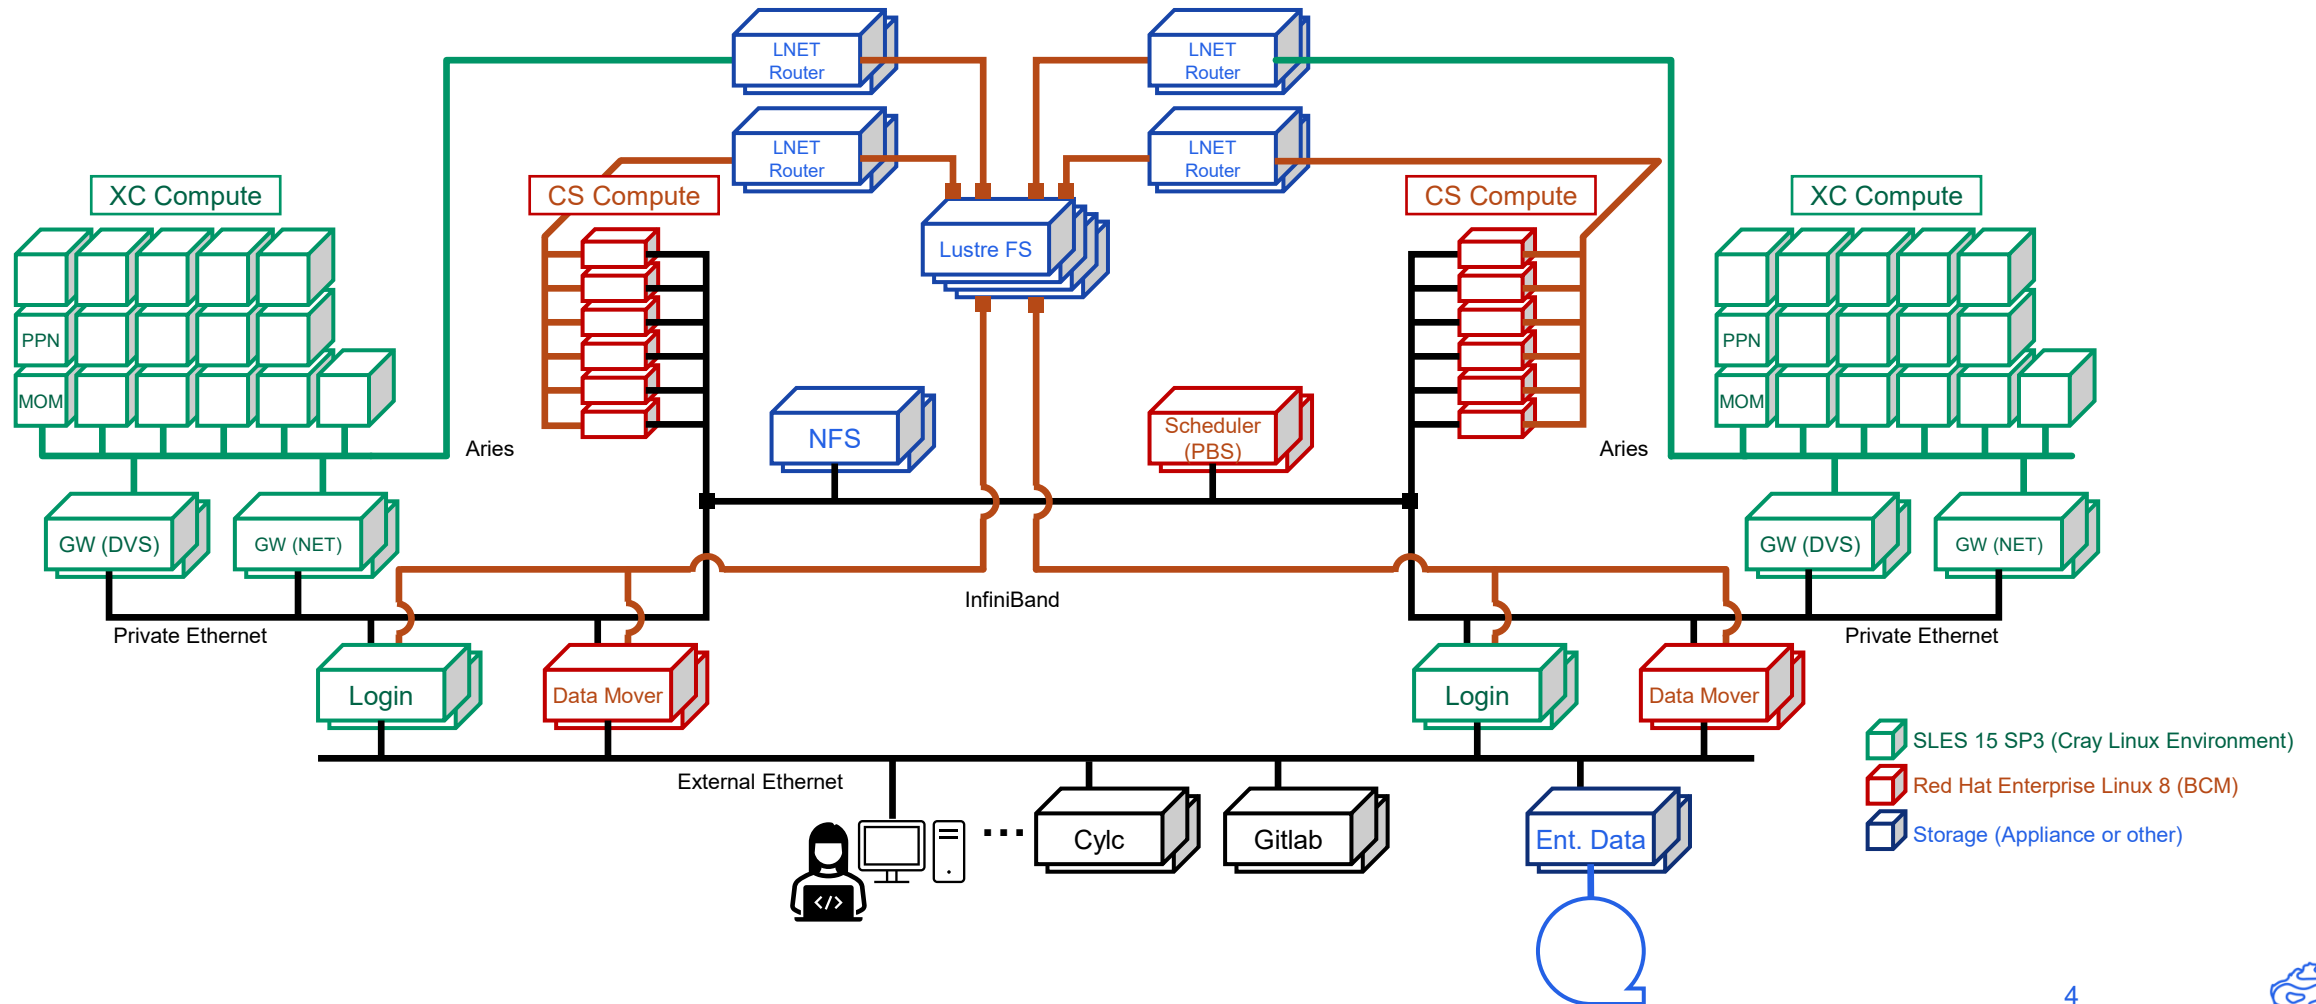 LNET
Router
LNET
Router
LNET
Router
LNET
Router
XC Compute
CS Compute
CS Compute
XC Compute
Lustre FS
PPN
MOM
PPN
MOM
NFS
Scheduler
(PBS)
Aries
Aries
GW (DVS)
GW (NET)
GW (DVS)
GW (NET)
InfiniBand
Private Ethernet
Private Ethernet
Login
Data Mover
Login
Data Mover
SLES 15 SP3 (Cray Linux Environment)
Red Hat Enterprise Linux 8 (BCM)
Storage (Appliance or other)
External Ethernet
...
Cylc
Gitlab
Ent. Data
</>
4